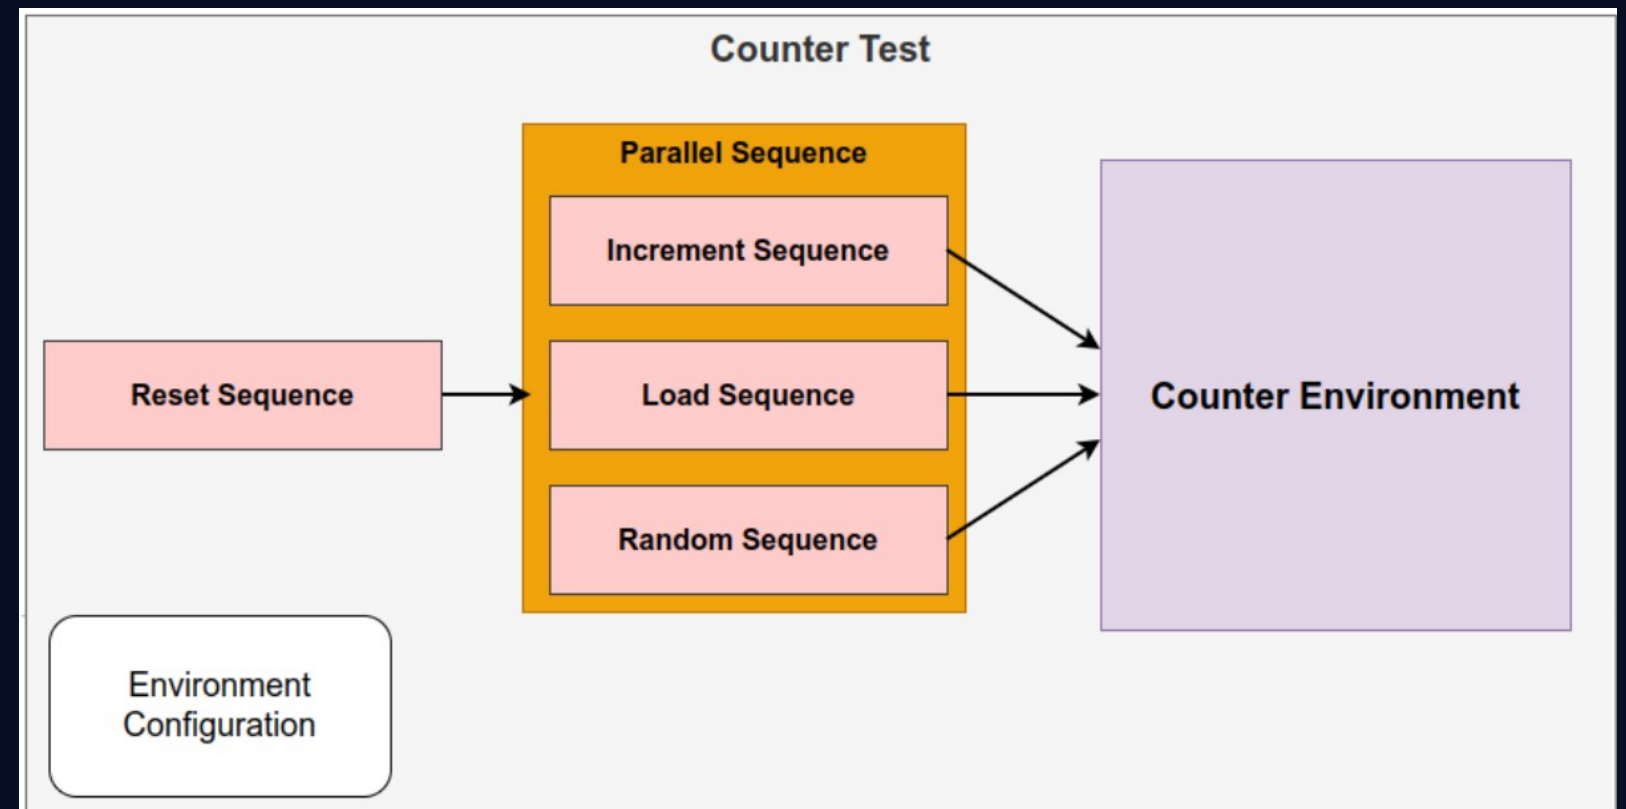 Counter Test
Parallel Sequence
Increment Sequence
Reset Sequence
Load Sequence
Counter Environment
Random Sequence
Environment
Configuration